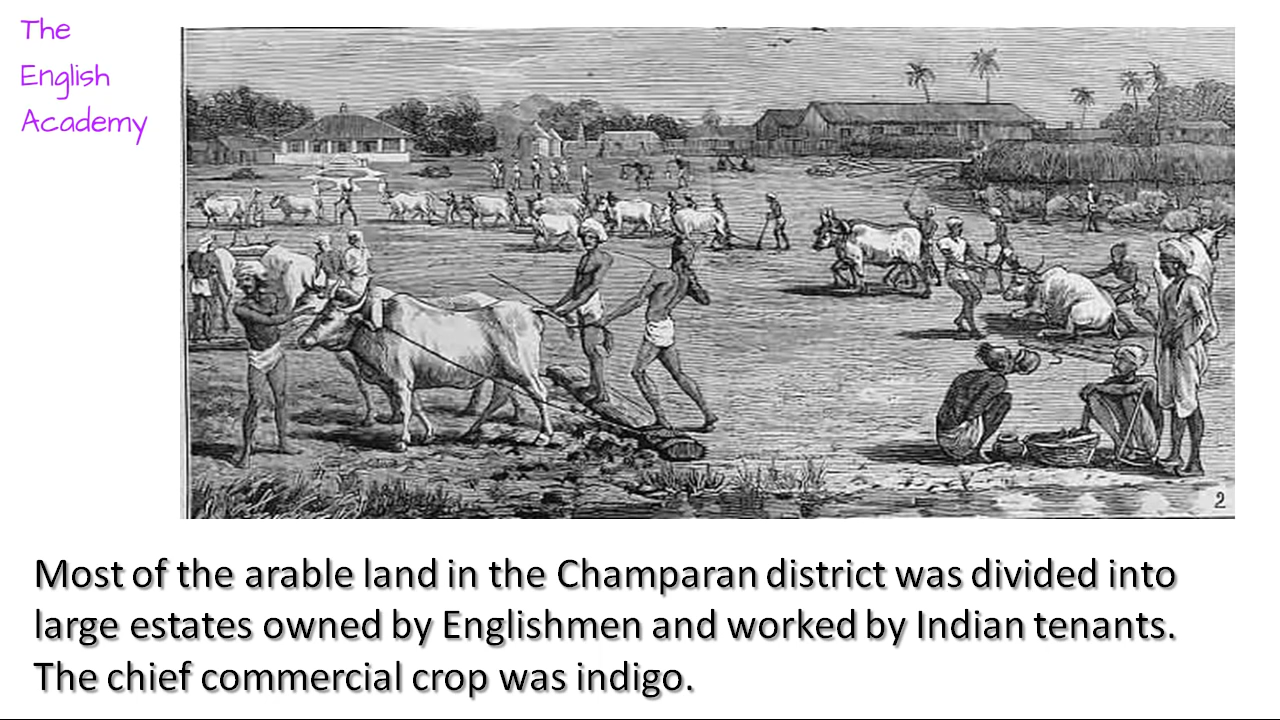 The
English
Academy
2
Most of the arable land in the Champaran district was divided into
large estates owned by Englishmen and worked by Indian tenants.
The chief commercial crop was indigo.